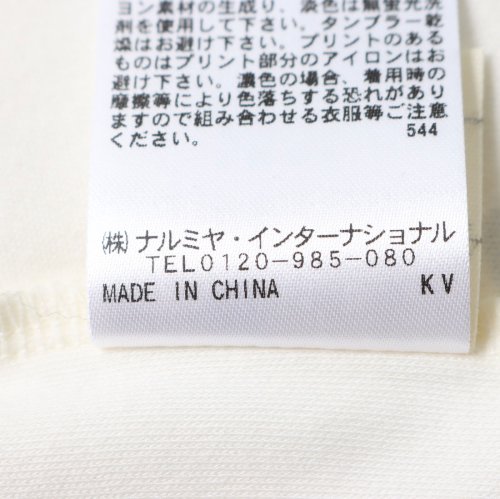 ヨン素材の生成り、淡色は無蛍光洗
剤を使用して下さい。タンブラー乾
燥はお避け下さい。プリントのある
ものはプリント部分のアイロンはお
避け下さい。濃色の場合、着用時の
摩擦等により色落ちする恐れがあり
ますので組み合わせる衣服等ご注意
ください。 544
㈱ ナルミヤ・インターナショナル
TEL0120-985-080
MADE IN CHINA KV